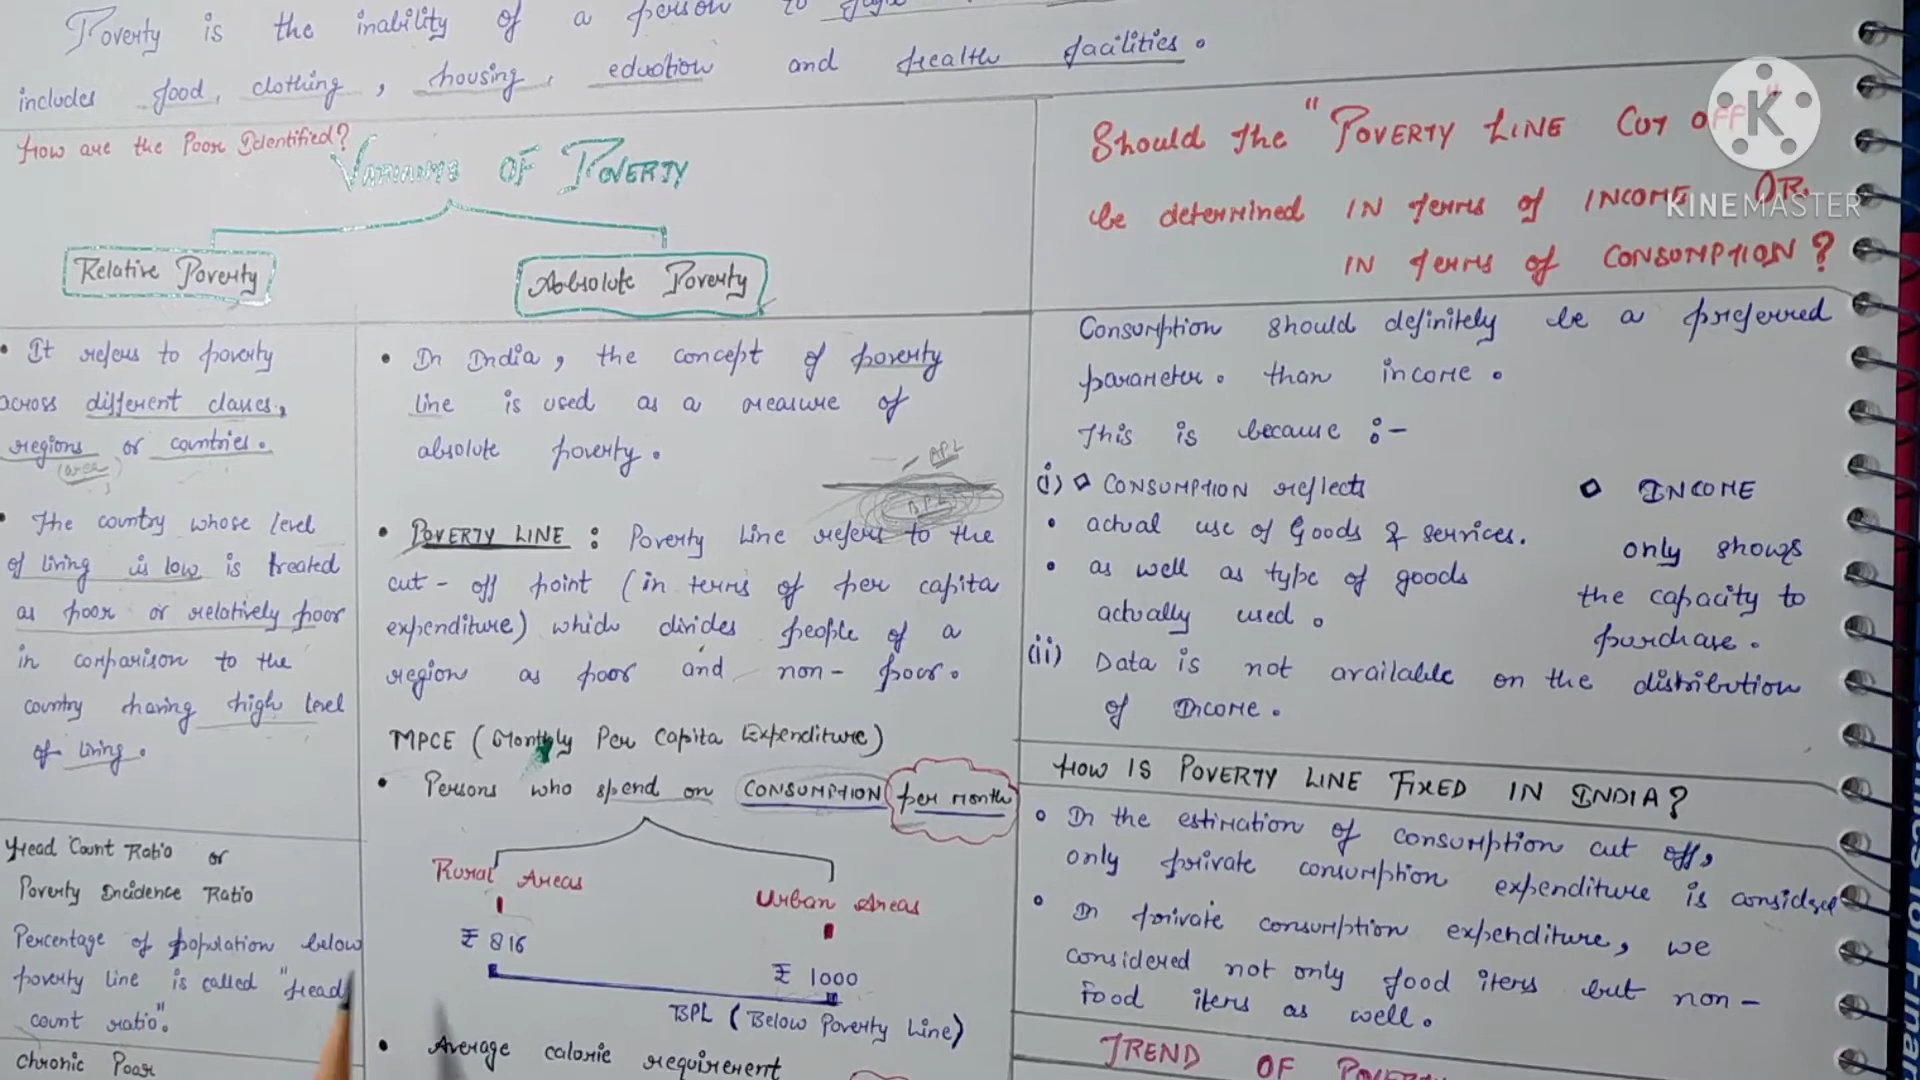 Poverty is the inability of a person to
includes food, clothing, housing, eduction and health facilities.
How are the Poor Identified?
VARIANTS OF POVERTY
Relative Poverty
Absolute Poverty
• It refers to poverty
across different classes,
regions or countries.
(area)
• The country whose level
of living is low is treated
as poor or relatively poor
in comparison to the
country having high level
of living.
Head Count Ratio or
Poverty Incidence Ratio
Percentage of population below
poverty line is called "Head
count ratio".
Chronic Poor
• In India, the concept of poverty
line is used as a measure of
absolute poverty.
APL
BPL
• POVERTY LINE : Poverty Line refers to the
cut-off point (in terms of per capita
expenditure) which divides people of a
region as poor and non-poor.
MPCE (Monthly Per Capita Expenditure)
• Persons who spend on CONSUMPTION per month
Rural Areas
Urban Areas
₹ 816
₹ 1000
BPL (Below Poverty Line)
• Average calorie requirement
Should the "POVERTY LINE CUT OFF"
be determined IN terms of INCOME OR
IN terms of CONSUMPTION?
Consumption should definitely be a preferred
parameter. than income.
This is because :-
(i) CONSUMPTION reflects
• actual use of Goods & services.
• as well as type of goods
actually used.
INCOME
only shows
the capacity to
purchase.
(ii) Data is not available on the distribution
of Income.
HOW IS POVERTY LINE FIXED IN INDIA?
• In the estimation of consumption cut off,
only private consumption expenditure is considered
• In private consumption expenditure, we
considered not only food items but non-
food items as well.
TREND OF
K
KINEMASTER